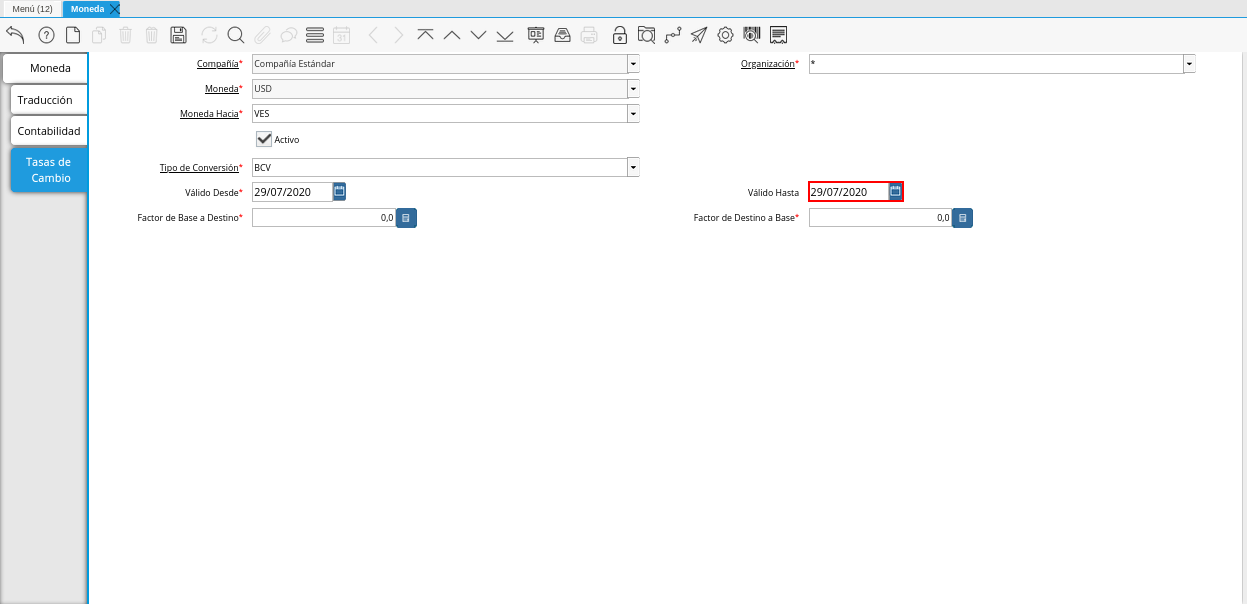 Menú (12)
Moneda
31
Moneda
Traducción
Contabilidad
Tasas de
Cambio
Compañía* Compañía Estándar Organización* *
Moneda* USD
Moneda Hacia* VES
Activo
Tipo de Conversión* BCV
Válido Desde* 29/07/2020 Válido Hasta 29/07/2020
Factor de Base a Destino* 0,0 Factor de Destino a Base* 0,0